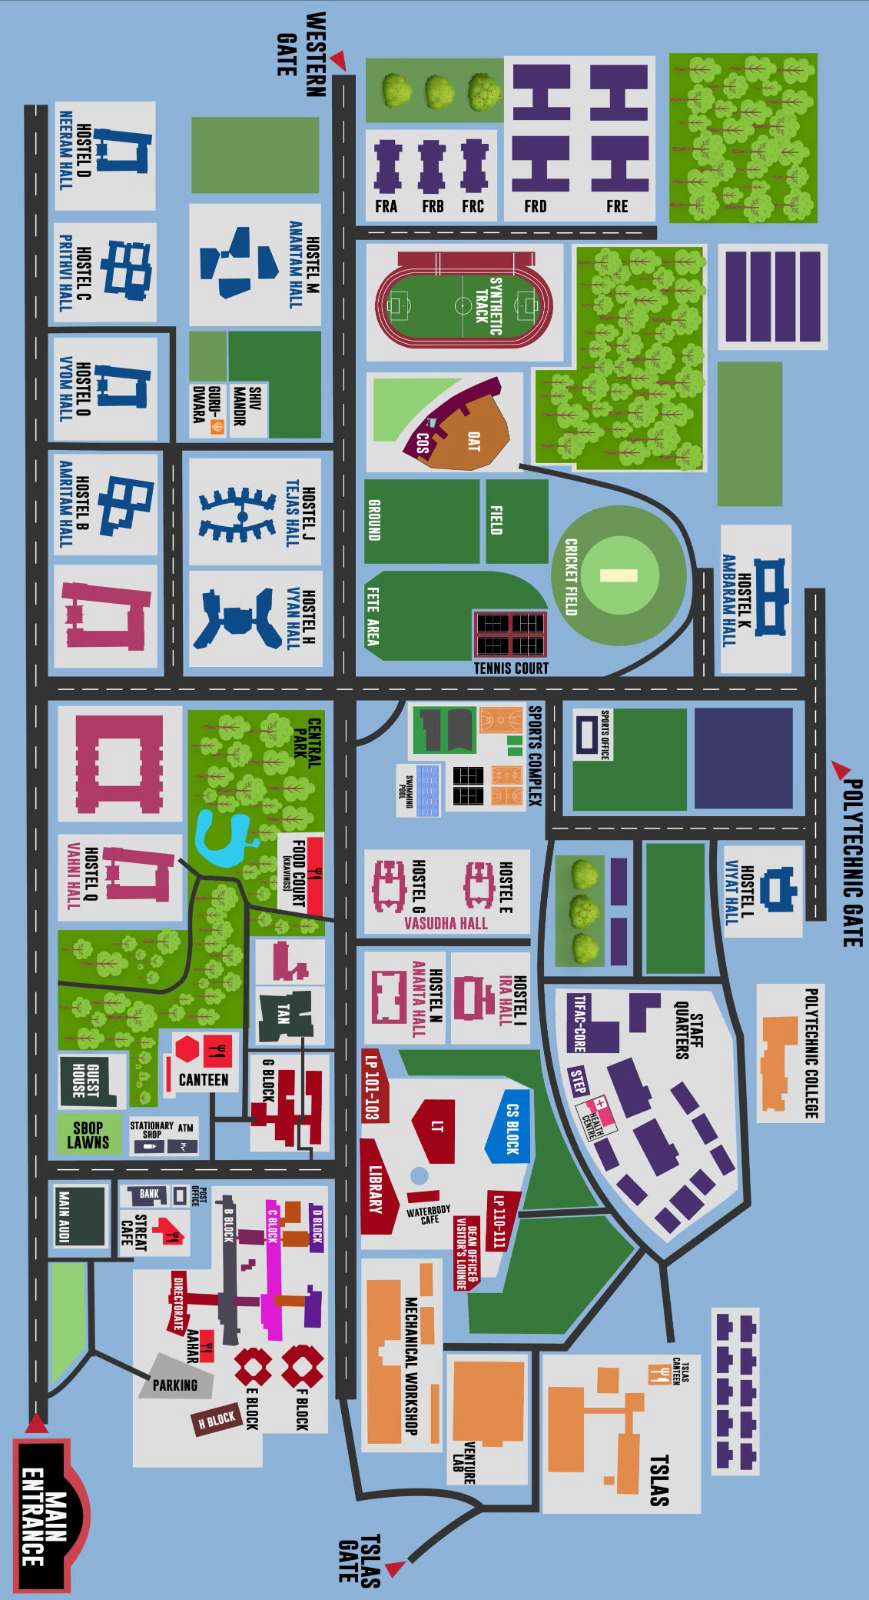 WESTERN
GATE
HOSTEL D
NEERAM HALL
HOSTEL C
PRITHVI HALL
HOSTEL O
VYOM HALL
HOSTEL B
AMRITAM HALL
HOSTEL M
ANANTAM HALL
SHIV
MANDIR
GURU-
DWARA
HOSTEL J
TEJAS HALL
HOSTEL H
VYAN HALL
FRA
FRB
FRC
FRD
FRE
SYNTHETIC
TRACK
OAT
COS
GROUND
FIELD
CRICKET FIELD
FETE AREA
TENNIS COURT
HOSTEL K
AMBARAM HALL
POLYTECHNIC GATE
SPORTS OFFICE
SPORTS COMPLEX
SWIMMING
POOL
CENTRAL
PARK
FOOD COURT
(KRAVINGS)
HOSTEL Q
VAHNI HALL
HOSTEL E
HOSTEL G
VASUDHA HALL
HOSTEL I
IRA HALL
HOSTEL N
ANANTA HALL
HOSTEL L
VIYAT HALL
POLYTECHNIC COLLEGE
STAFF
QUARTERS
TIFAC-CORE
STEP
HEALTH
CENTRE
TAN
G BLOCK
CANTEEN
GUEST
HOUSE
SBOP
LAWNS
STATIONARY
SHOP
ATM
LP 101-103
LT
CS BLOCK
LIBRARY
WATERBODY
CAFE
LP 110-111
DEAN OFFICE&
VISITOR'S LOUNGE
MAIN AUDI
BANK
POST
OFFICE
STREAT
CAFE
B BLOCK
C BLOCK
D BLOCK
DIRECTORATE
AAHAR
PARKING
E BLOCK
F BLOCK
H BLOCK
MECHANICAL WORKSHOP
VENTURE
LAB
TSLAS
CANTEEN
TSLAS
TSLAS
GATE
MAIN
ENTRANCE